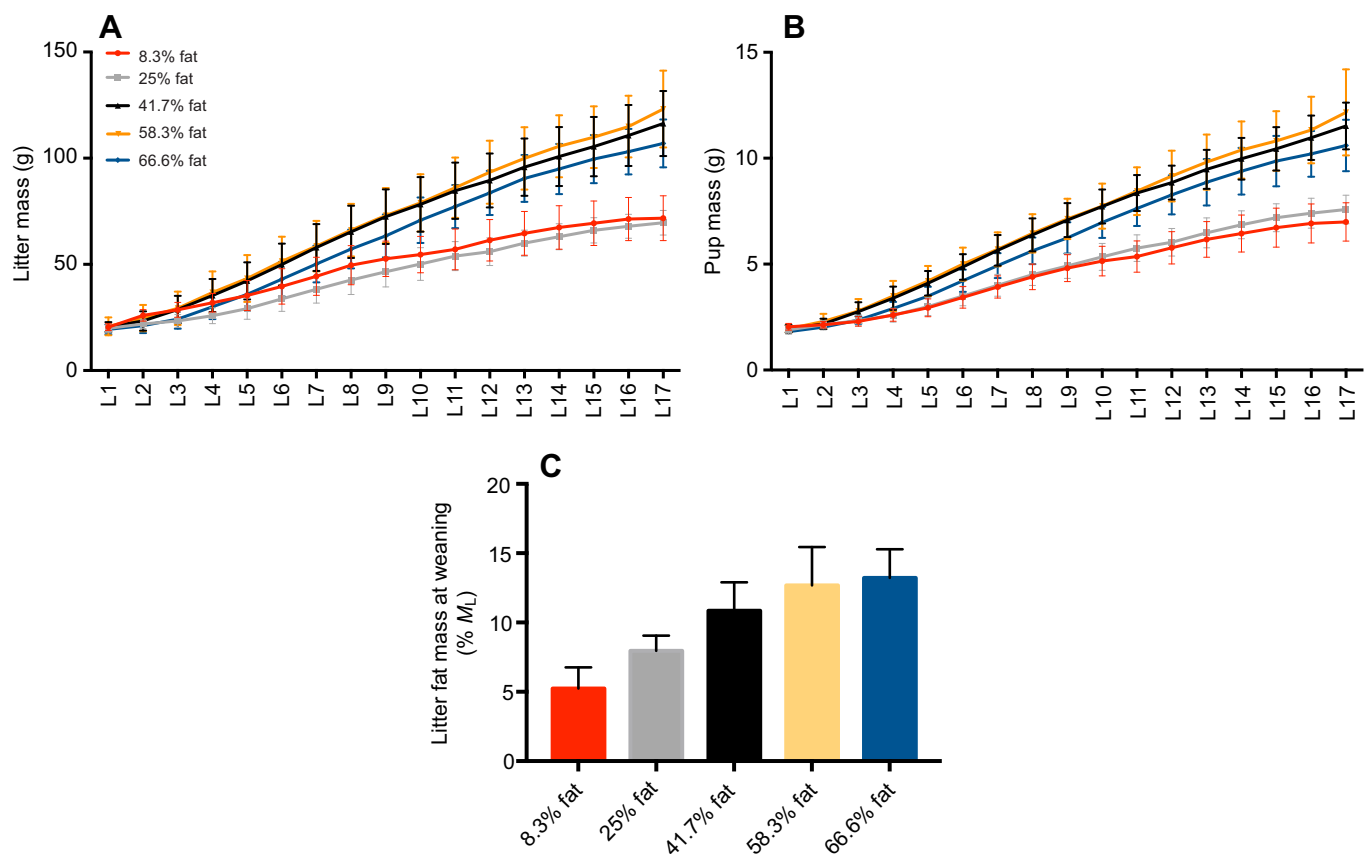 A
Litter mass (g)
150
100
50
0
8.3% fat
25% fat
41.7% fat
58.3% fat
66.6% fat
L1 L2 L3 L4 L5 L6 L7 L8 L9 L10 L11 L12 L13 L14 L15 L16 L17
B
Pup mass (g)
15
10
5
0
L1 L2 L3 L4 L5 L6 L7 L8 L9 L10 L11 L12 L13 L14 L15 L16 L17
C
Litter fat mass at weaning
(% ML)
20
15
10
5
0
8.3% fat
25% fat
41.7% fat
58.3% fat
66.6% fat